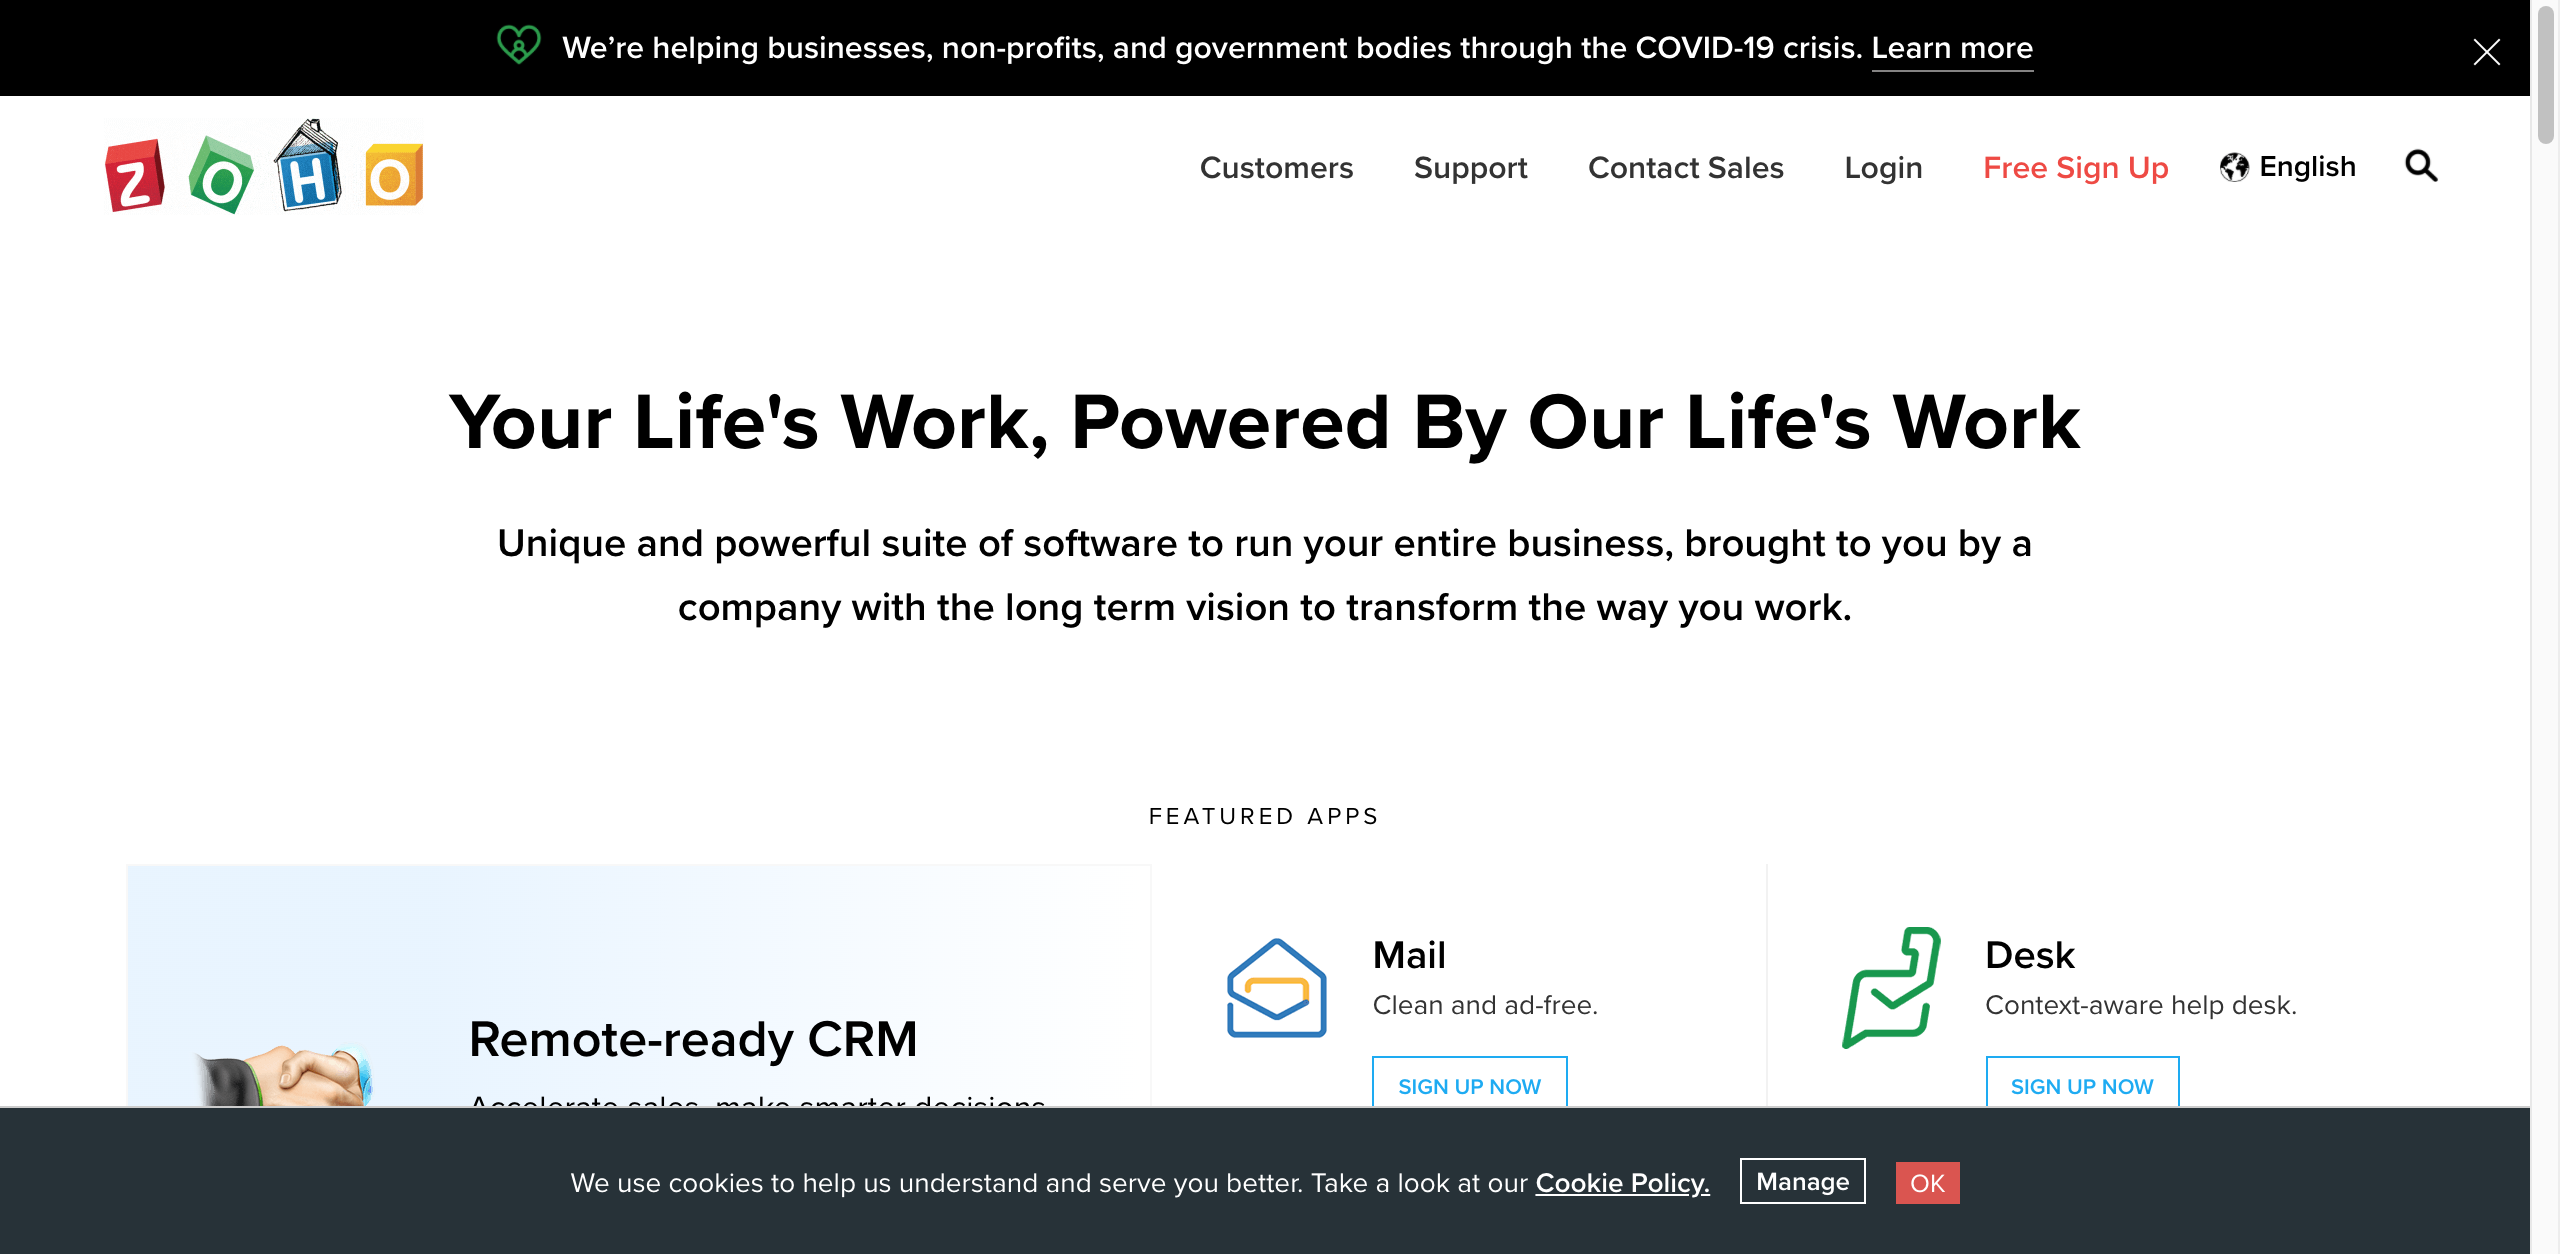 We're helping businesses, non-profits, and government bodies through the COVID-19 crisis. Learn more
ZOHO
Customers Support Contact Sales Login Free Sign Up English
Your Life's Work, Powered By Our Life's Work
Unique and powerful suite of software to run your entire business, brought to you by a
company with the long term vision to transform the way you work.
FEATURED APPS
Remote-ready CRM
Accelerate sales, make smarter decisions
Mail
Clean and ad-free.
SIGN UP NOW
Desk
Context-aware help desk.
SIGN UP NOW
We use cookies to help us understand and serve you better. Take a look at our Cookie Policy. Manage OK